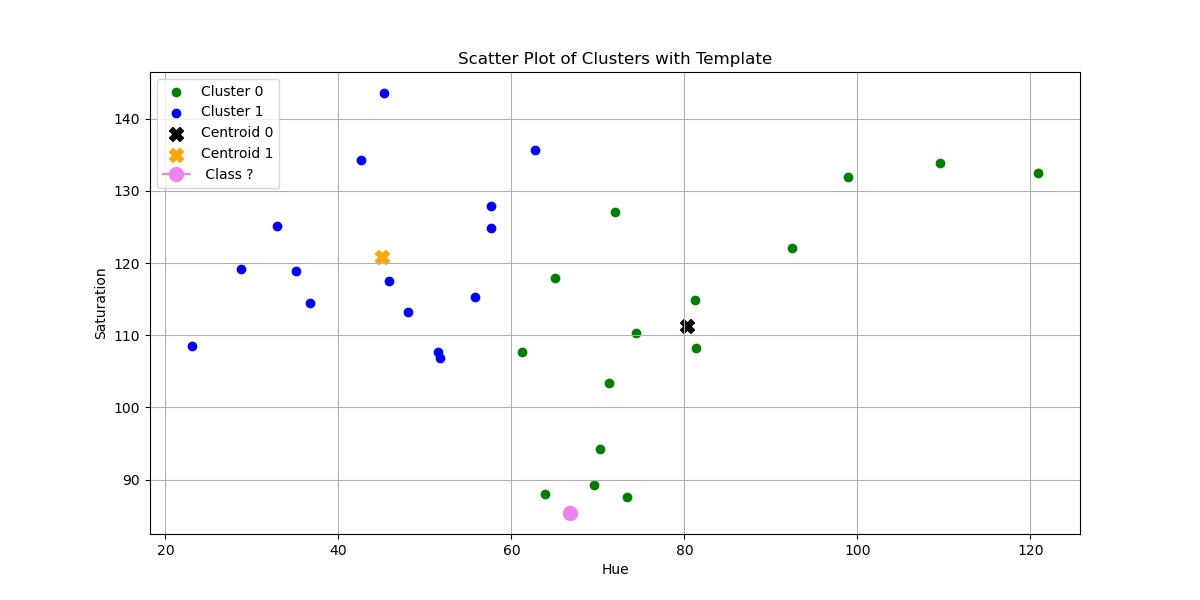 Scatter Plot of Clusters with Template
Cluster 0
Cluster 1
Centroid 0
Centroid 1
Class ?
Saturation
140
130
120
110
100
90
20 40 60 80 100 120
Hue